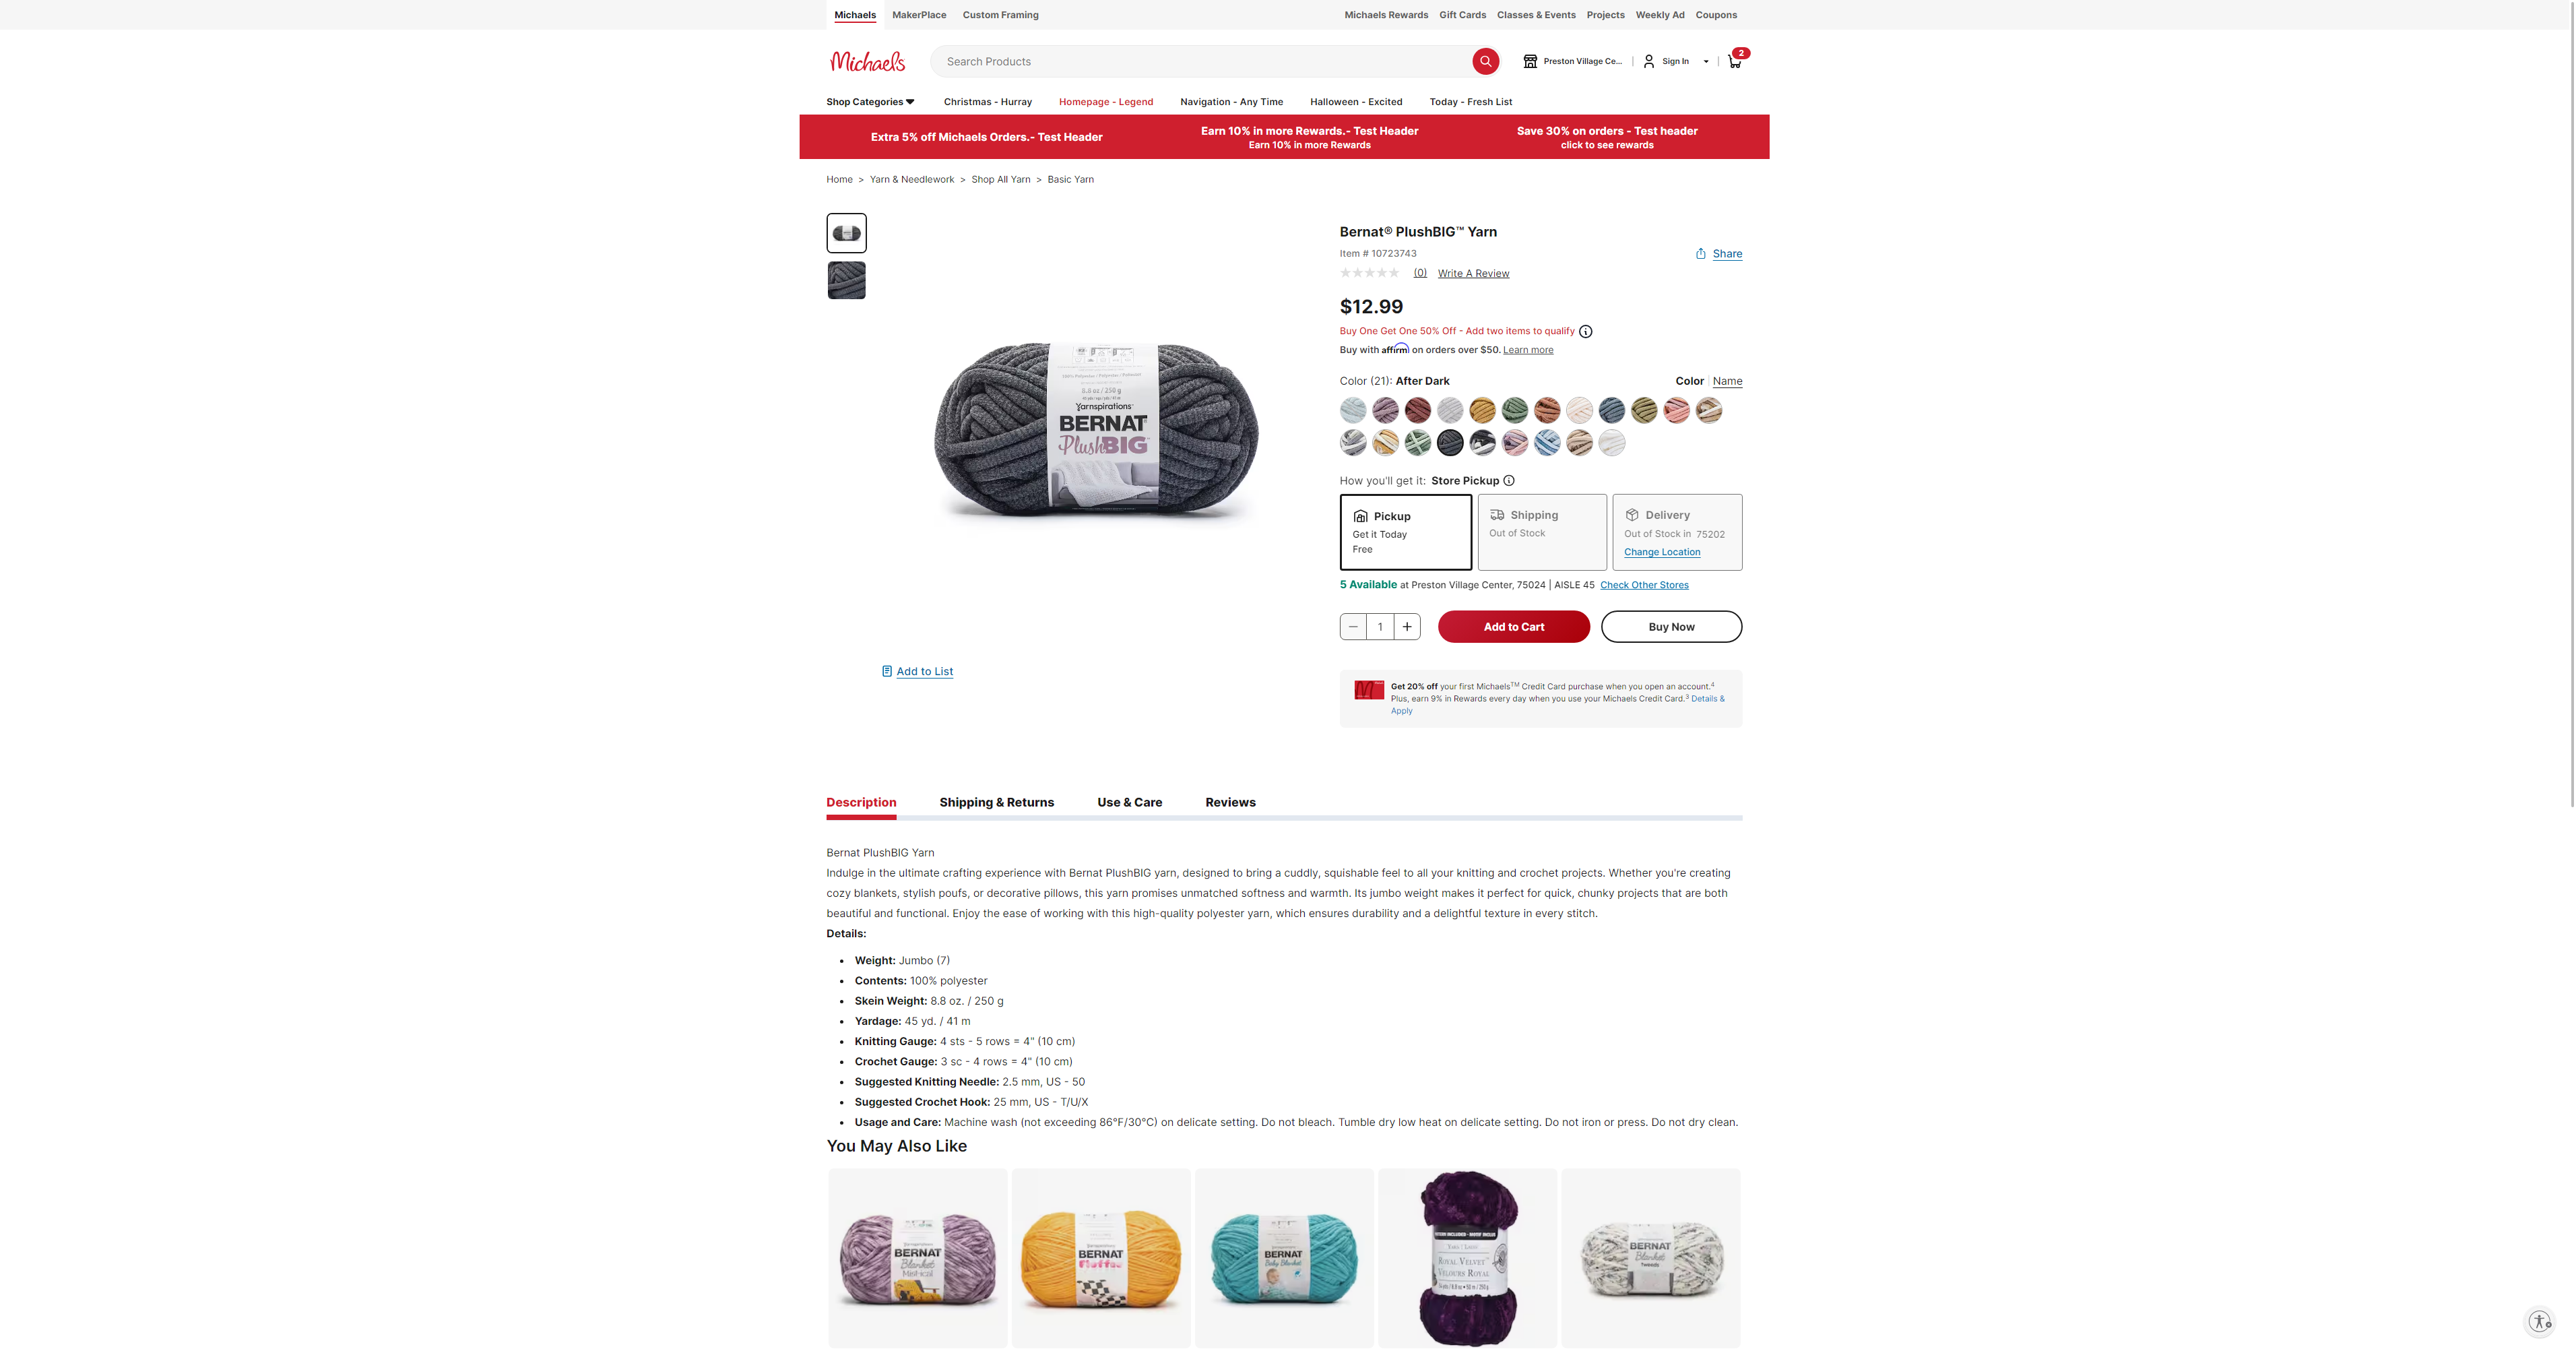 Michaels MakerPlace Custom Framing
Michaels Rewards Gift Cards Classes & Events Projects Weekly Ad Coupons
Michaels
Search Products
Preston Village Ce... | Sign In | 2
Shop Categories Christmas - Hurray Homepage - Legend Navigation - Any Time Halloween - Excited Today - Fresh List
Extra 5% off Michaels Orders.- Test Header
Earn 10% in more Rewards.- Test Header
Earn 10% in more Rewards
Save 30% on orders - Test header
click to see rewards
Home > Yarn & Needlework > Shop All Yarn > Basic Yarn
Bernat® PlushBIG™ Yarn
Item # 10723743
Share
(0) Write A Review
$12.99
Buy One Get One 50% Off - Add two items to qualify
Buy with affirm on orders over $50. Learn more
Color (21): After Dark
Color | Name
How you'll get it: Store Pickup
Pickup
Get it Today
Free
Shipping
Out of Stock
Delivery
Out of Stock in 75202
Change Location
5 Available at Preston Village Center, 75024 | AISLE 45 Check Other Stores
1
Add to Cart
Buy Now
100% Polyester / Polyester / Poliéster
8.8 oz / 250 g
Yarnspirations™
BERNAT
PlushBIG
Add to List
Get 20% off your first Michaels™ Credit Card purchase when you open an account.⁴
Plus, earn 9% in Rewards every day when you use your Michaels Credit Card.³ Details &
Apply
Description Shipping & Returns Use & Care Reviews
Bernat PlushBIG Yarn
Indulge in the ultimate crafting experience with Bernat PlushBIG yarn, designed to bring a cuddly, squishable feel to all your knitting and crochet projects. Whether you're creating
cozy blankets, stylish poufs, or decorative pillows, this yarn promises unmatched softness and warmth. Its jumbo weight makes it perfect for quick, chunky projects that are both
beautiful and functional. Enjoy the ease of working with this high-quality polyester yarn, which ensures durability and a delightful texture in every stitch.
Details:
• Weight: Jumbo (7)
• Contents: 100% polyester
• Skein Weight: 8.8 oz. / 250 g
• Yardage: 45 yd. / 41 m
• Knitting Gauge: 4 sts - 5 rows = 4" (10 cm)
• Crochet Gauge: 3 sc - 4 rows = 4" (10 cm)
• Suggested Knitting Needle: 2.5 mm, US - 50
• Suggested Crochet Hook: 25 mm, US - T/U/X
• Usage and Care: Machine wash (not exceeding 86°F/30°C) on delicate setting. Do not bleach. Tumble dry low heat on delicate setting. Do not iron or press. Do not dry clean.
You May Also Like
BERNAT
Blanket
BERNAT
BERNAT
Baby Blanket
ROYAL VELVET™
VELOURS ROYAL
BERNAT
Blanket
Tweeds